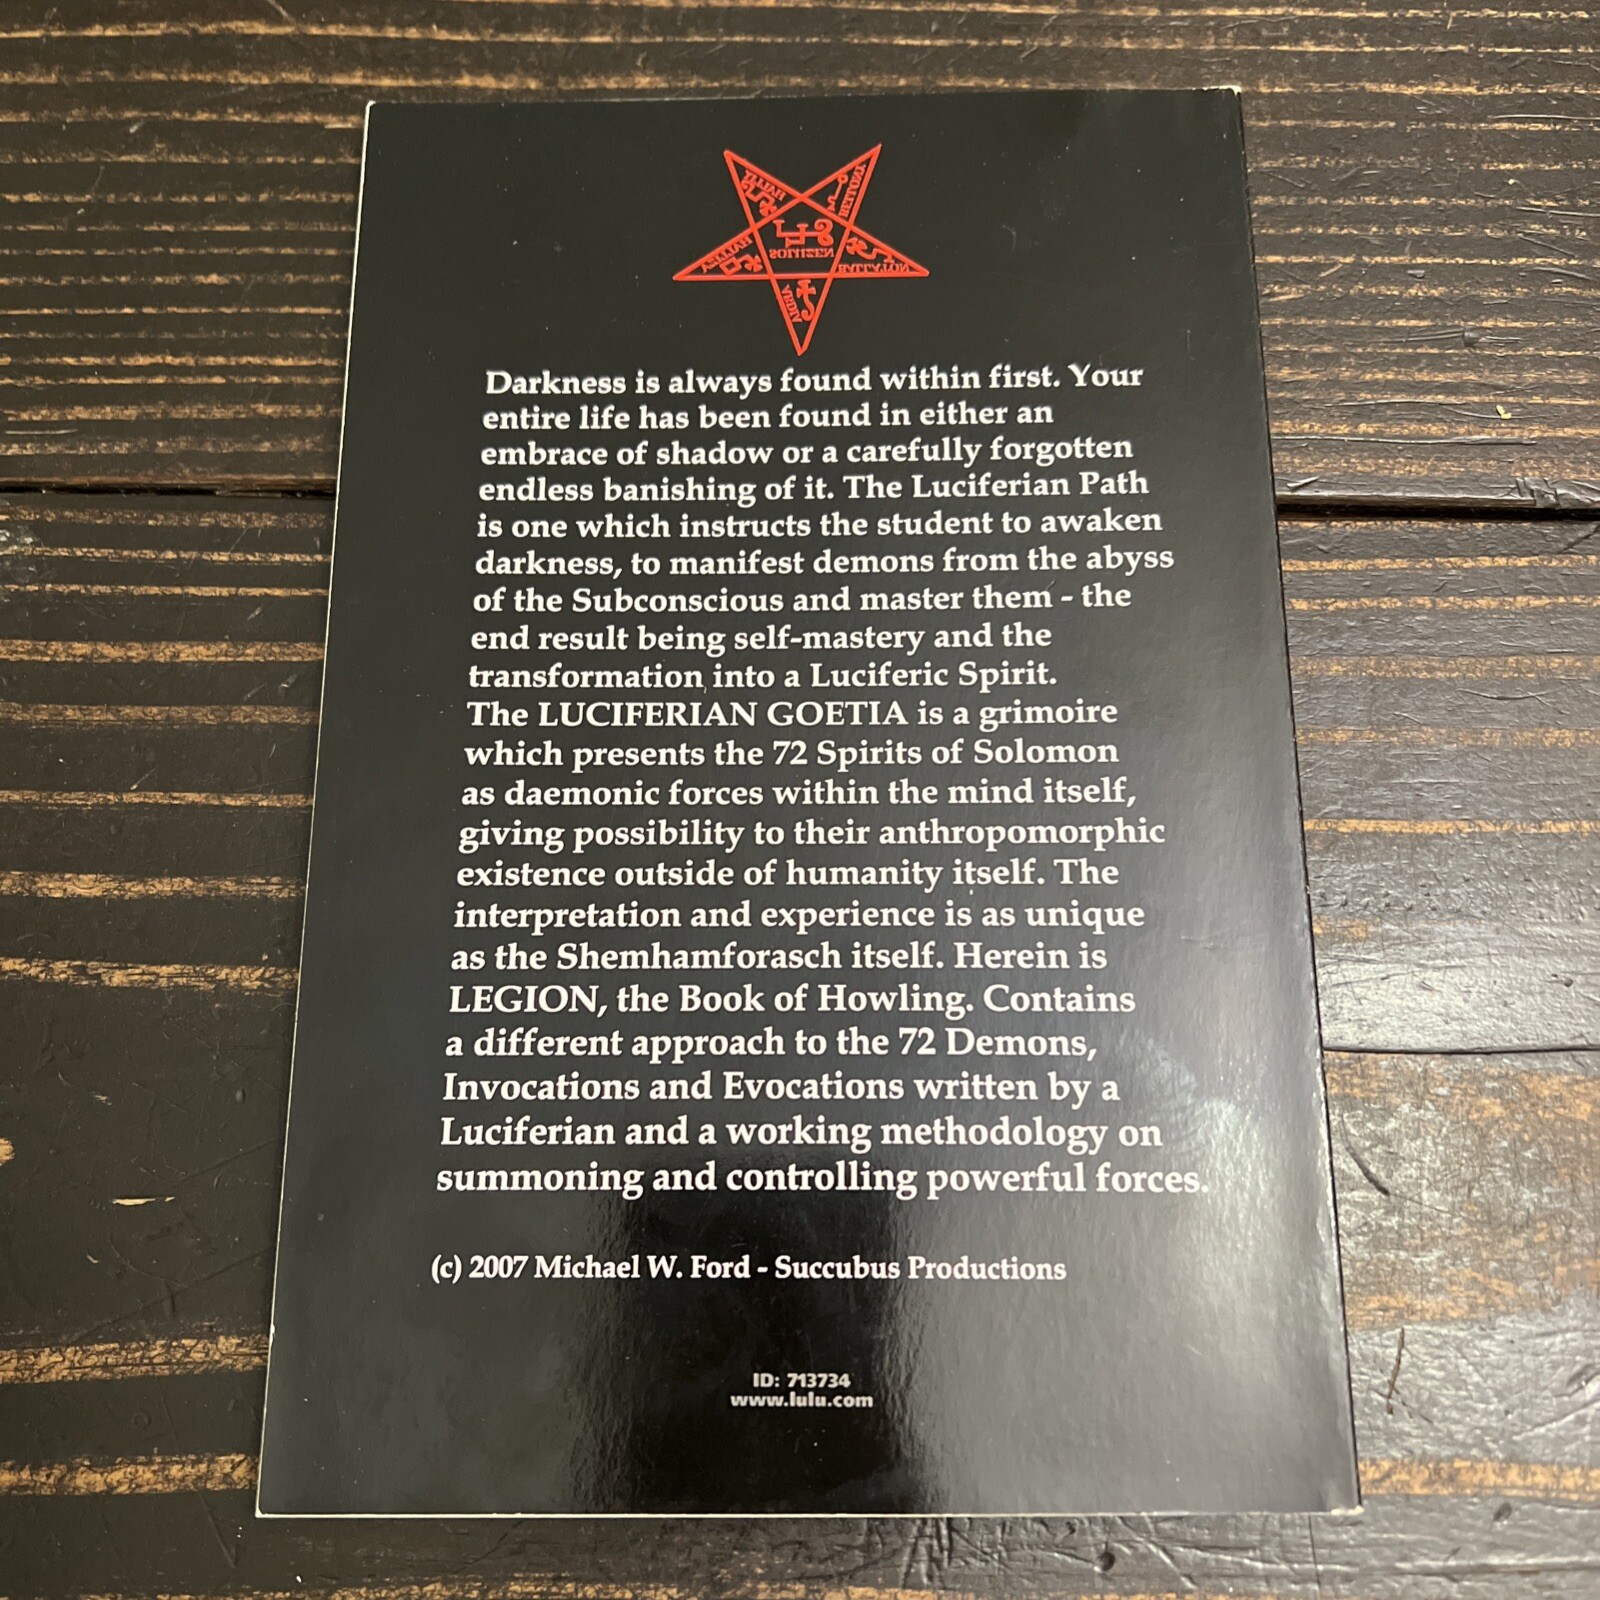 SOLUZEN
Darkness is always found within first. Your
entire life has been found in either an
embrace of shadow or a carefully forgotten
endless banishing of it. The Luciferian Path
is one which instructs the student to awaken
darkness, to manifest demons from the abyss
of the Subconscious and master them - the
end result being self-mastery and the
transformation into a Luciferic Spirit.
The LUCIFERIAN GOETIA is a grimoire
which presents the 72 Spirits of Solomon
as daemonic forces within the mind itself,
giving possibility to their anthropomorphic
existence outside of humanity itself. The
interpretation and experience is as unique
as the Shemhamforasch itself. Herein is
LEGION, the Book of Howling. Contains
a different approach to the 72 Demons,
Invocations and Evocations written by a
Luciferian and a working methodology on
summoning and controlling powerful forces.
(c) 2007 Michael W. Ford - Succubus Productions
ID: 713734
www.lulu.com